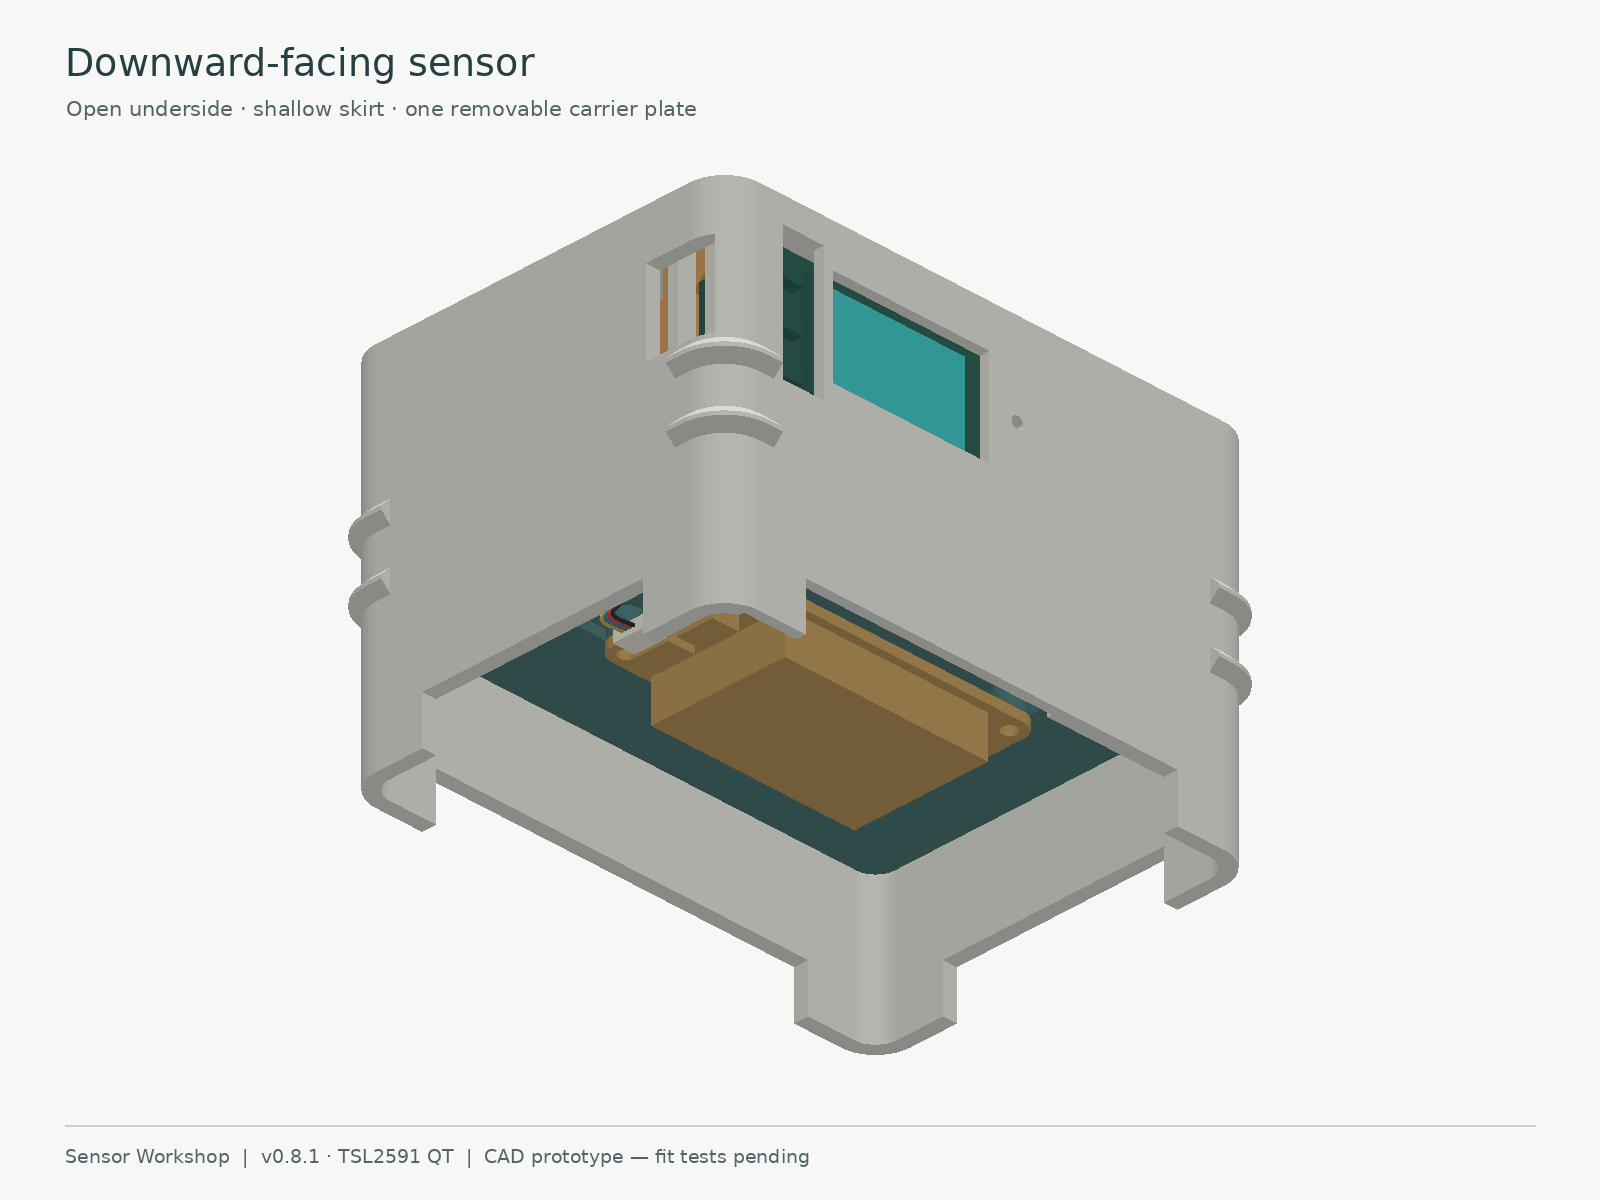 Downward-facing sensor
Open underside · shallow skirt · one removable carrier plate
Sensor Workshop | v0.8.1 · TSL2591 QT | CAD prototype — fit tests pending